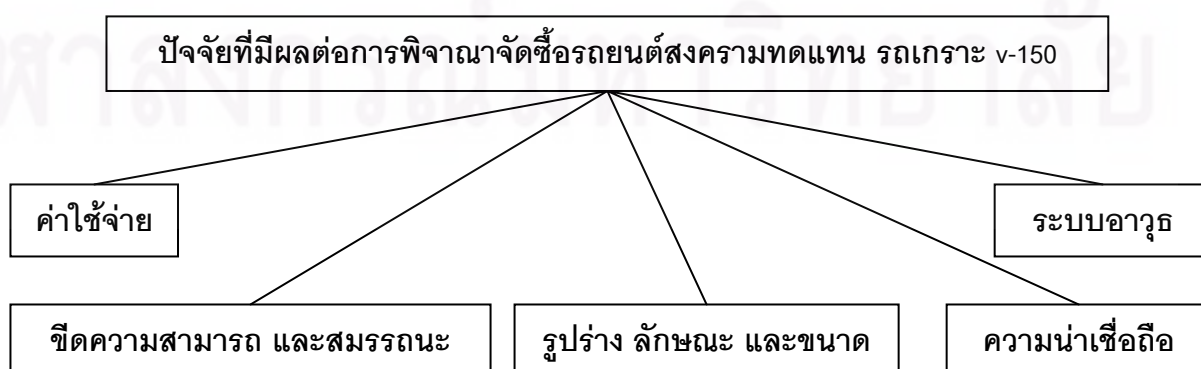 ปัจจัยที่มีผลต่อการพิจาณาจัดซื้อรถยนต์สงครามทดแทน รถเกราะ v-150
ค่าใช้จ่าย
ระบบอาวุธ
ขีดความสามารถ และสมรรถนะ
รูปร่าง ลักษณะ และขนาด
ความน่าเชื่อถือ